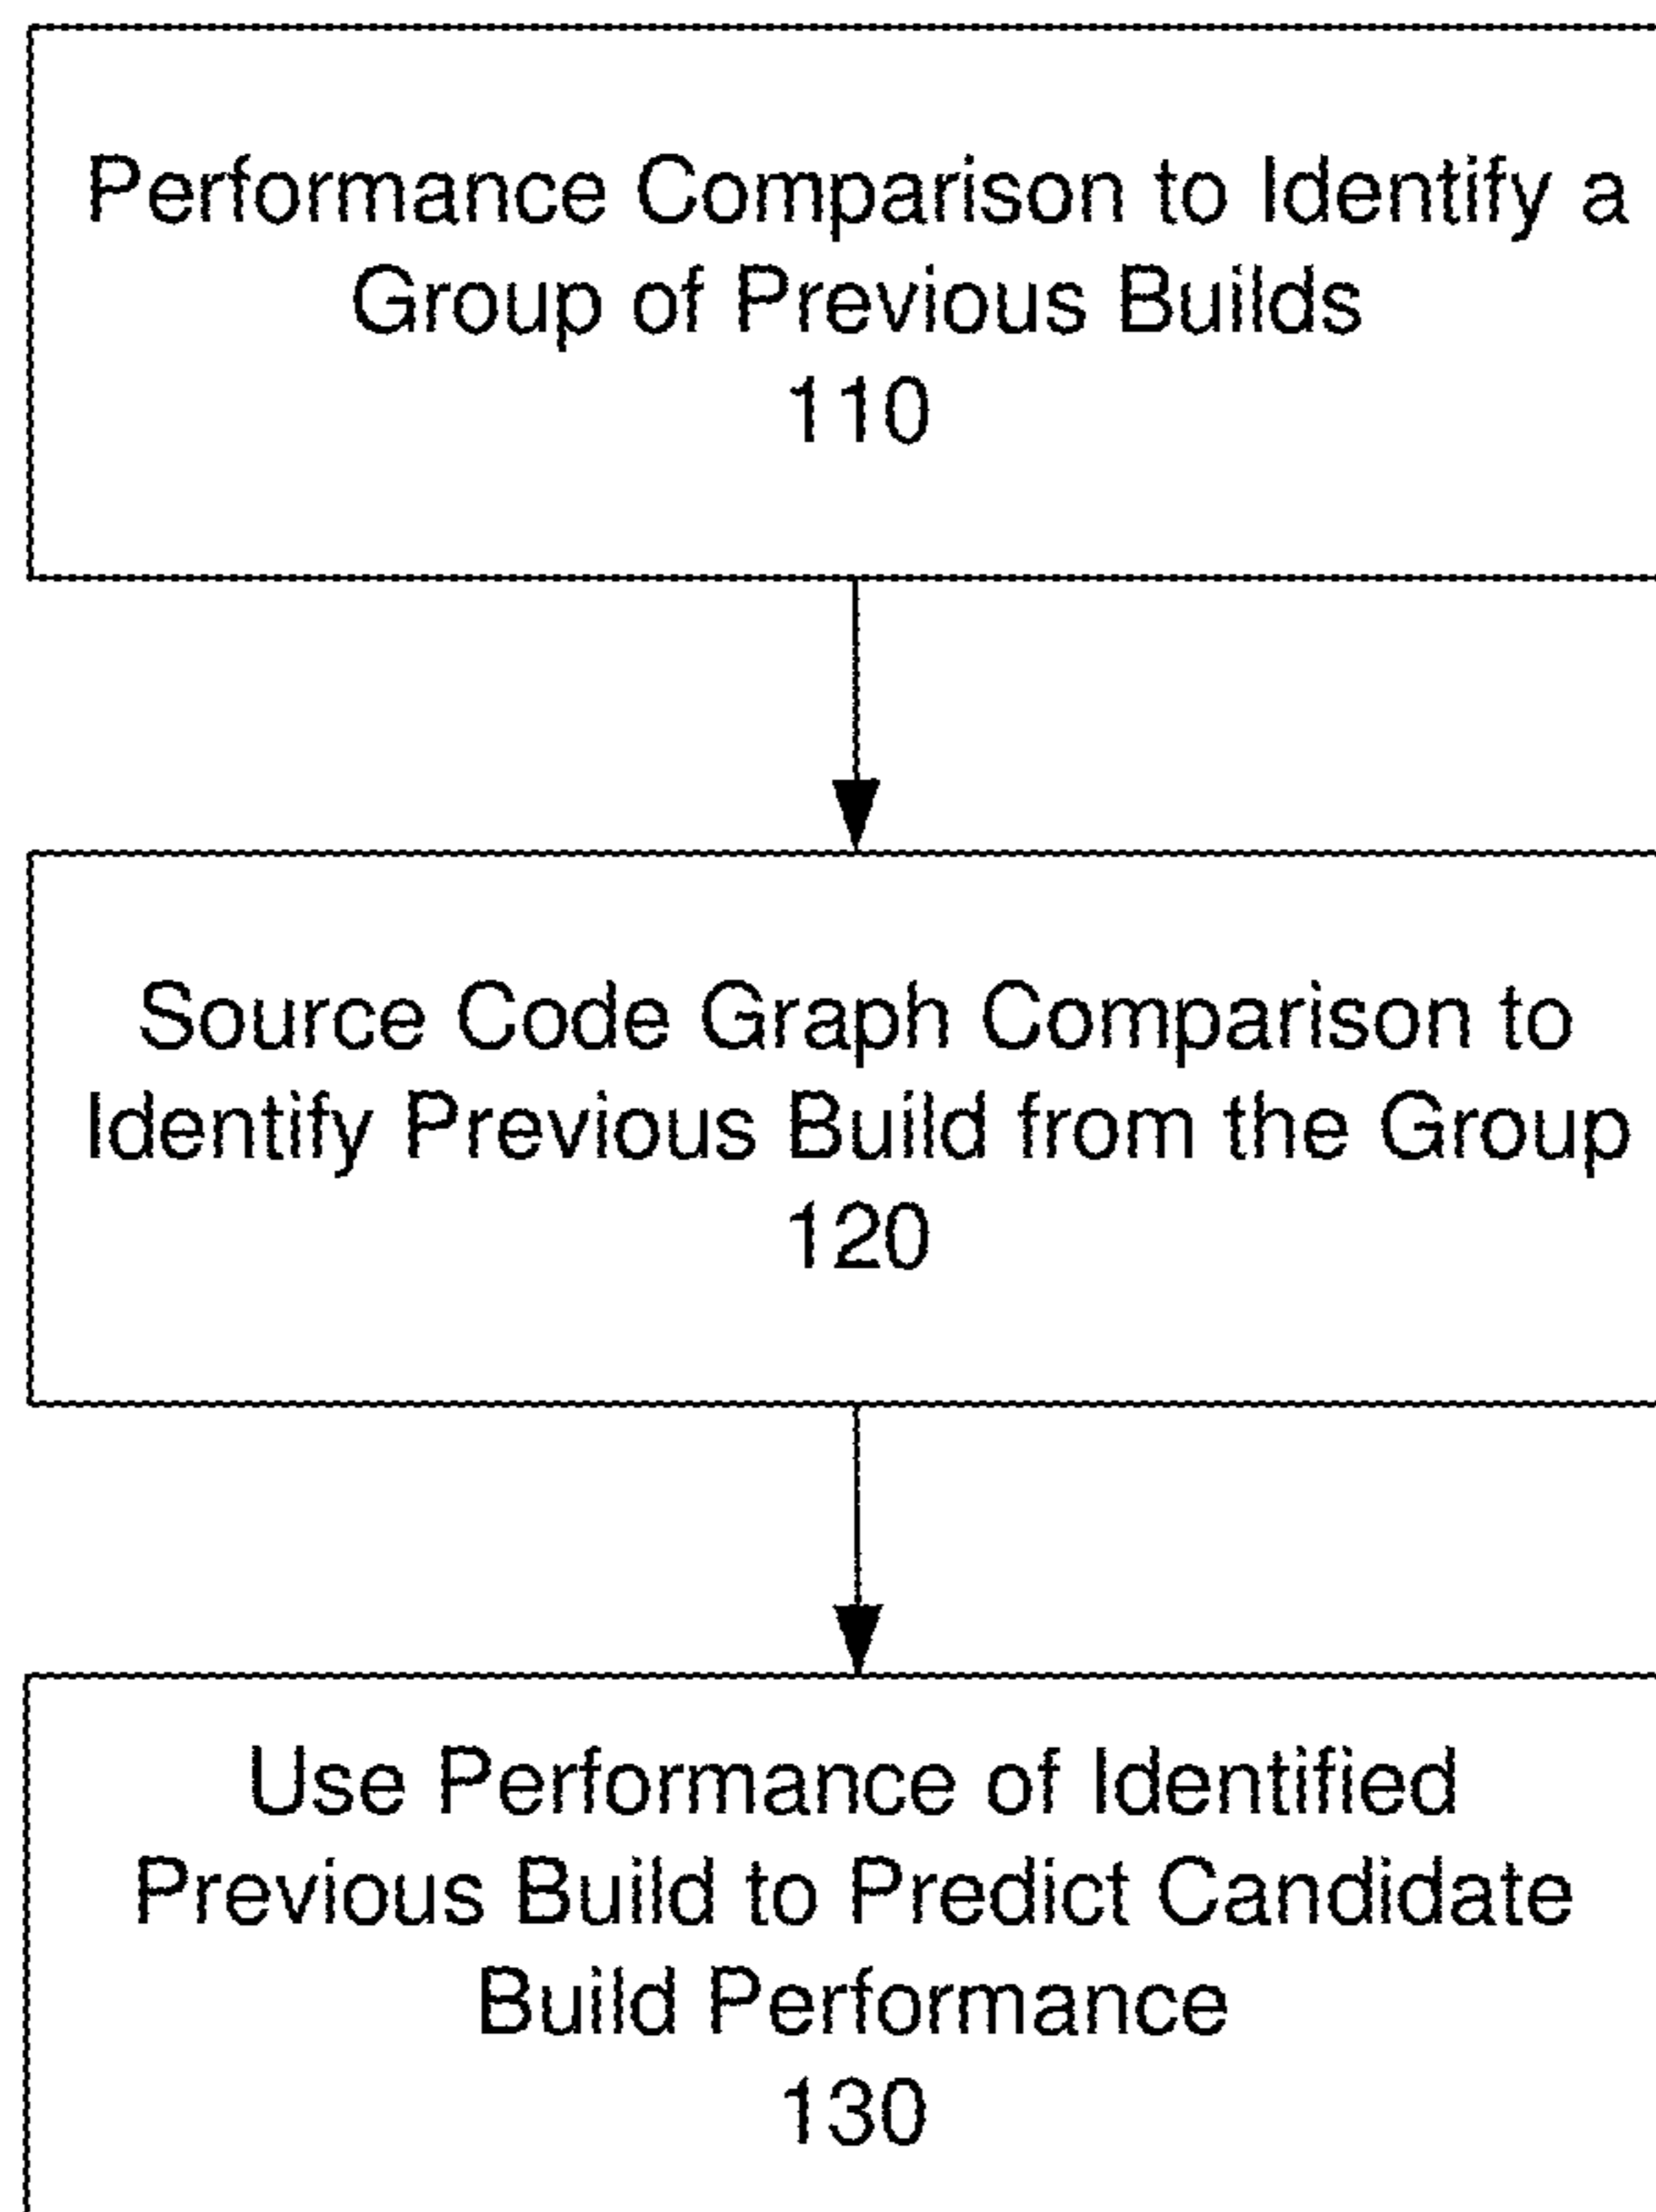 Performance Comparison to Identify a
Group of Previous Builds
110
Source Code Graph Comparison to
Identify Previous Build from the Group
120
Use Performance of Identified
Previous Build to Predict Candidate
Build Performance
130